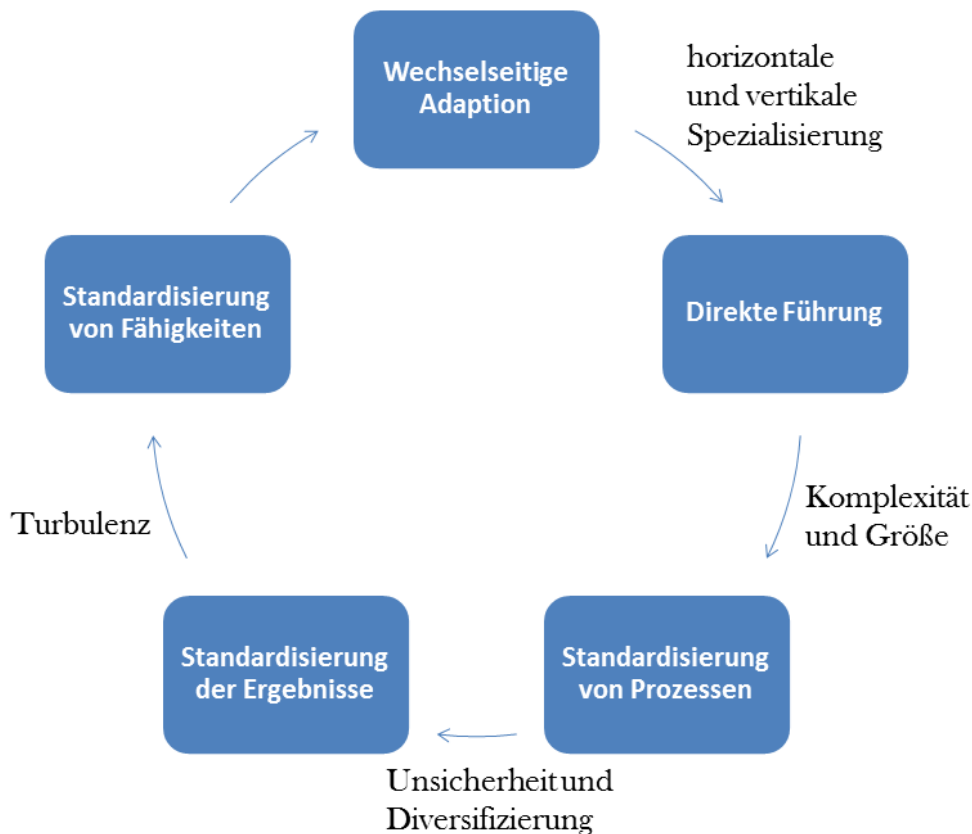 Wechselseitige
Adaption
horizontale
und vertikale
Spezialisierung
Direkte Führung
Komplexität
und Größe
Standardisierung
von Prozessen
Unsicherheit und
Diversifizierung
Standardisierung
der Ergebnisse
Turbulenz
Standardisierung
von Fähigkeiten